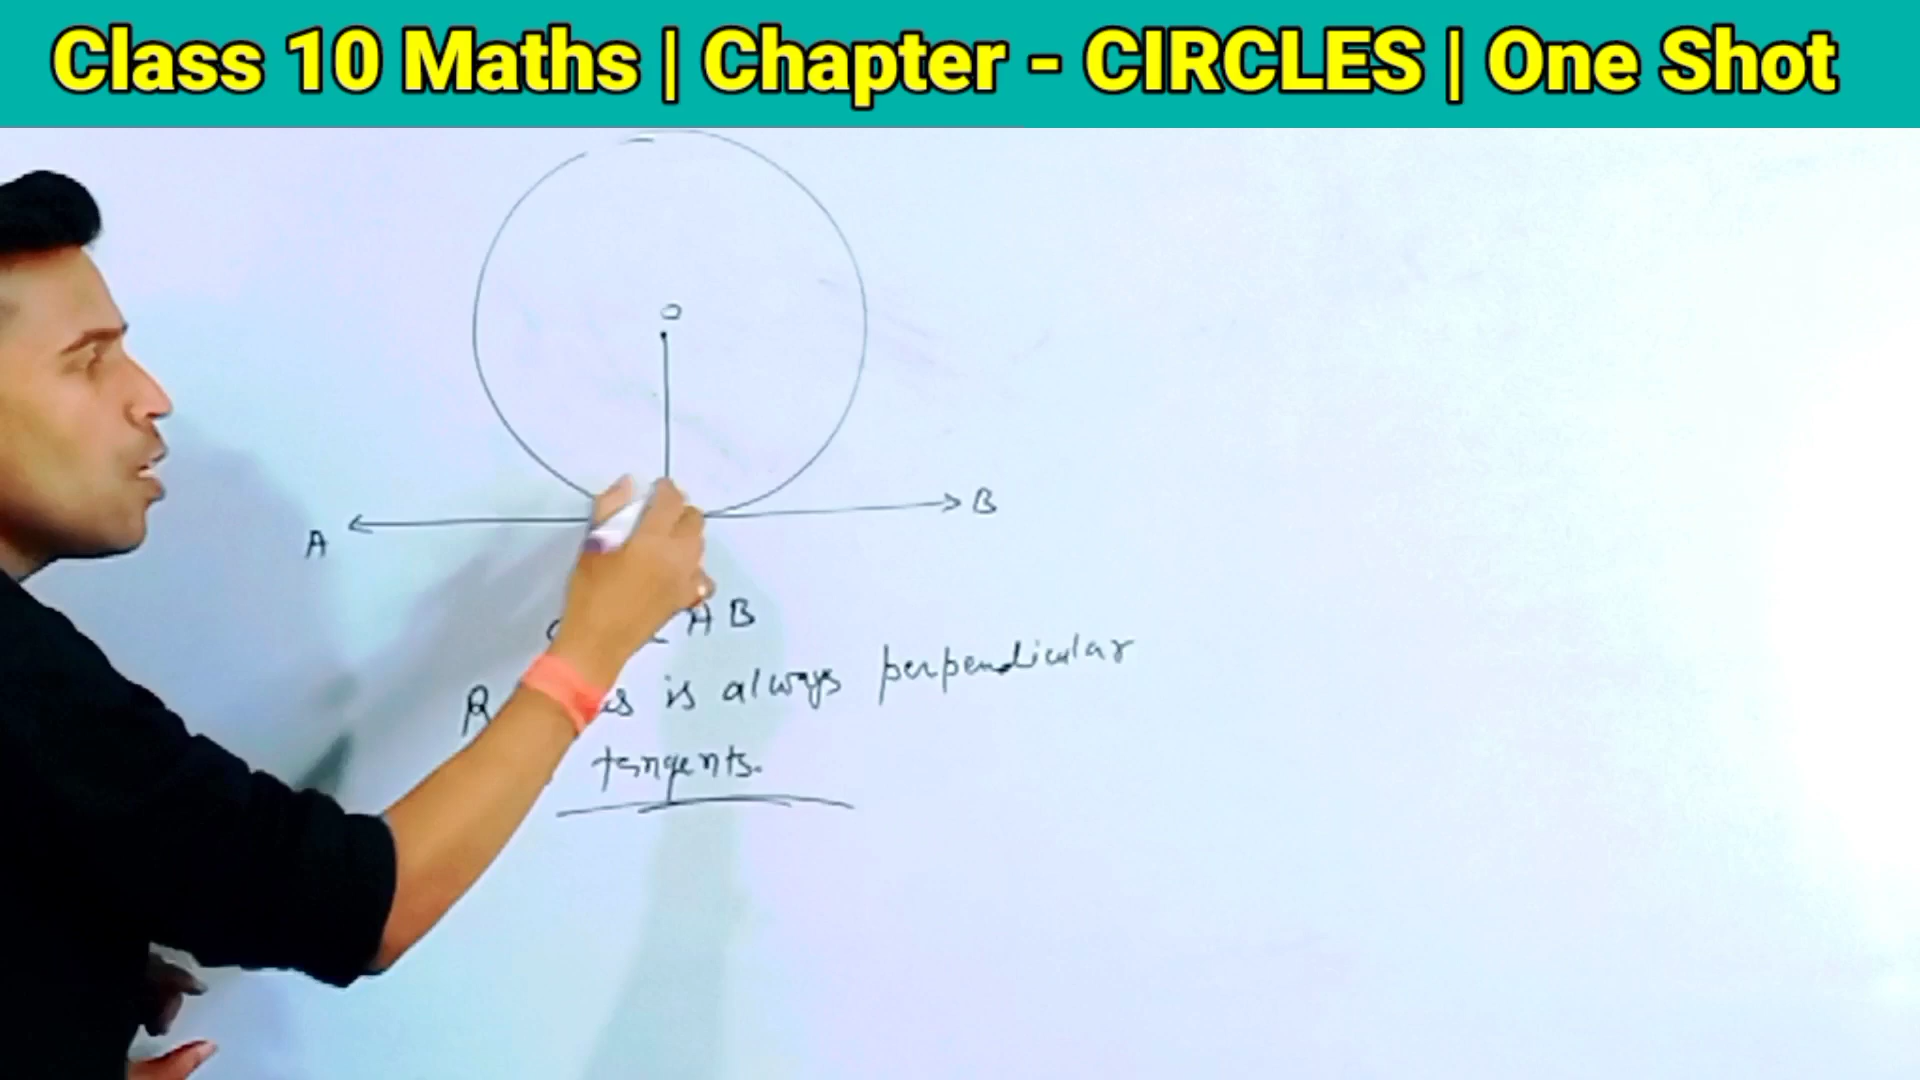 Class 10 Maths | Chapter - CIRCLES | One Shot
O
A B
AB
is always perpendicular
tangents.